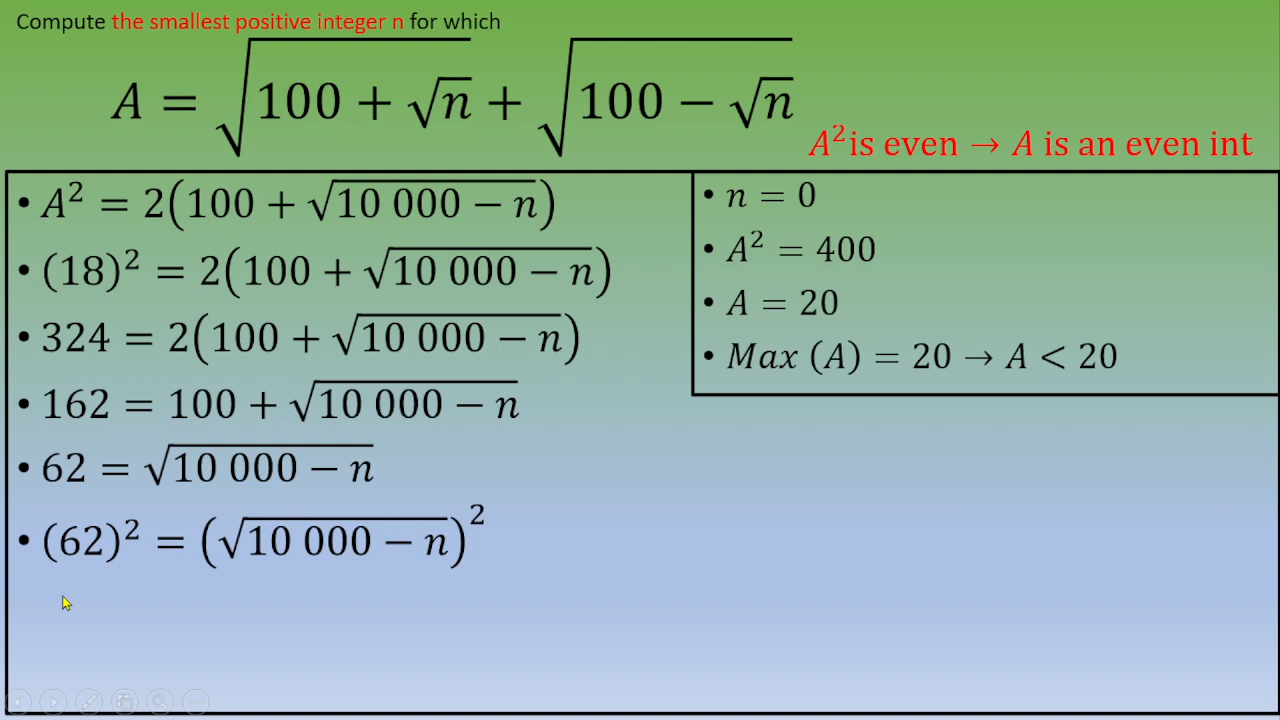 Compute the smallest positive integer n for which
A = √(100 + √n) + √(100 − √n)
A² is even → A is an even int
• A² = 2(100 + √(10 000 − n))
• (18)² = 2(100 + √(10 000 − n))
• 324 = 2(100 + √(10 000 − n))
• 162 = 100 + √(10 000 − n)
• 62 = √(10 000 − n)
• (62)² = (√(10 000 − n))²
• n = 0
• A² = 400
• A = 20
• Max (A) = 20 → A < 20